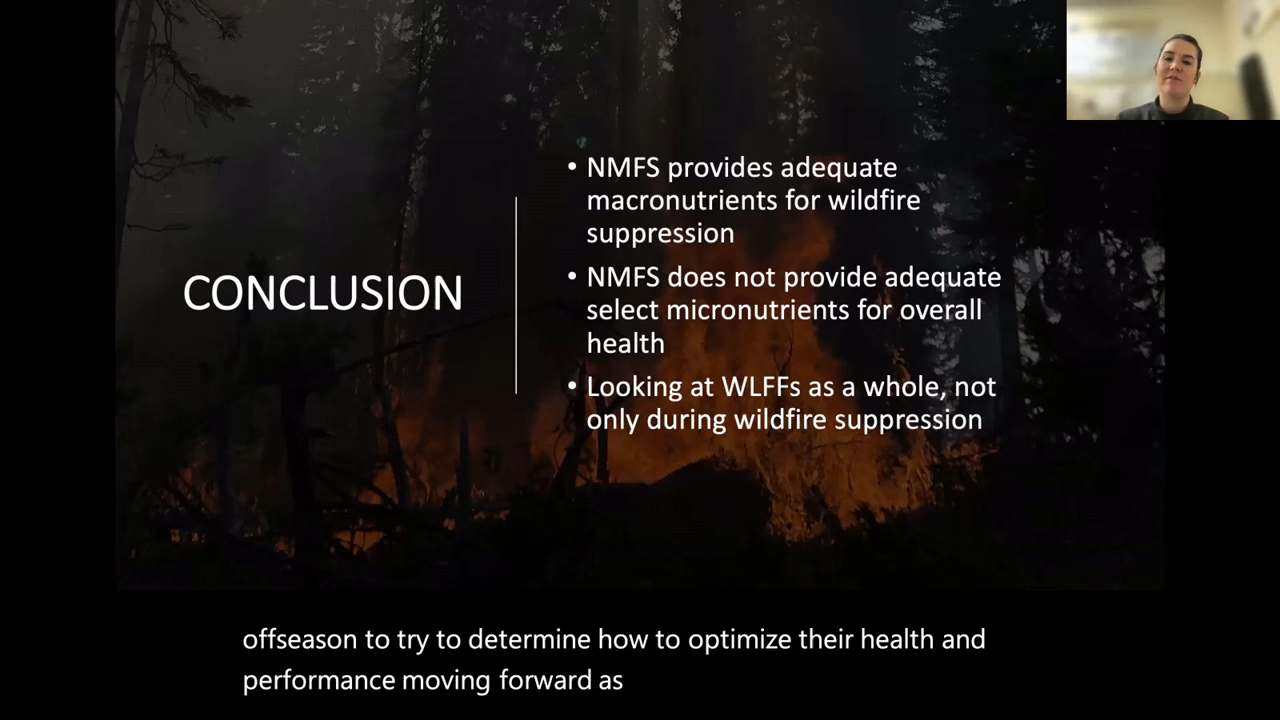 CONCLUSION
• NMFS provides adequate
macronutrients for wildfire
suppression
• NMFS does not provide adequate
select micronutrients for overall
health
• Looking at WLFFs as a whole, not
only during wildfire suppression
offseason to try to determine how to optimize their health and
performance moving forward as